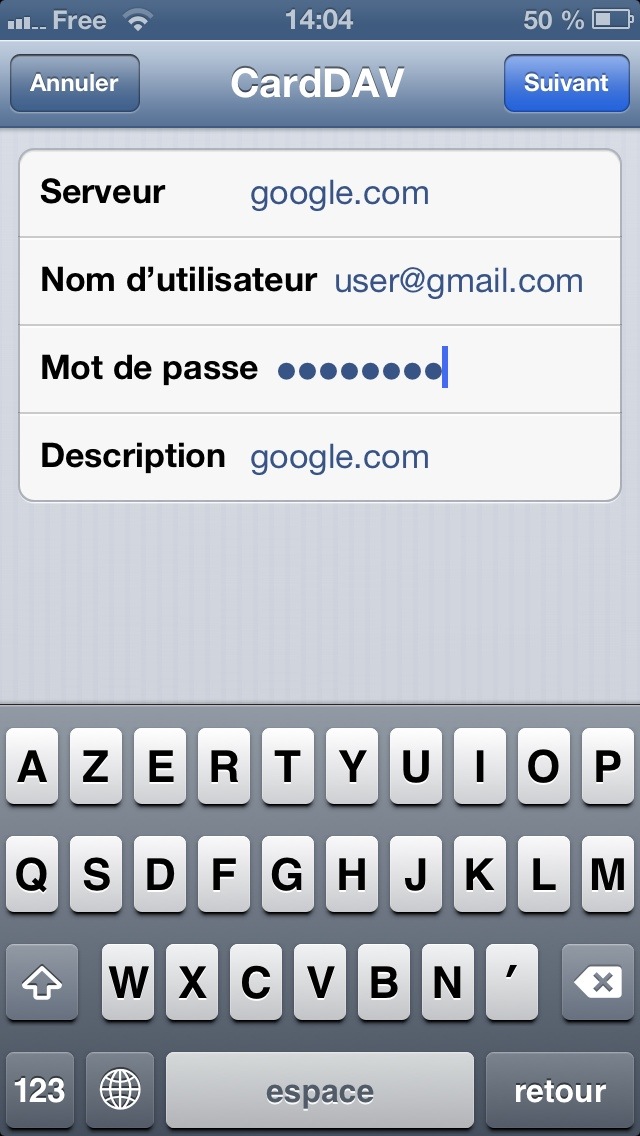 Free 14:04 50 %
Annuler CardDAV Suivant
Serveur google.com
Nom d’utilisateur user@gmail.com
Mot de passe ●●●●●●●●
Description google.com
A Z E R T Y U I O P
Q S D F G H J K L M
W X C V B N ’
123 espace retour